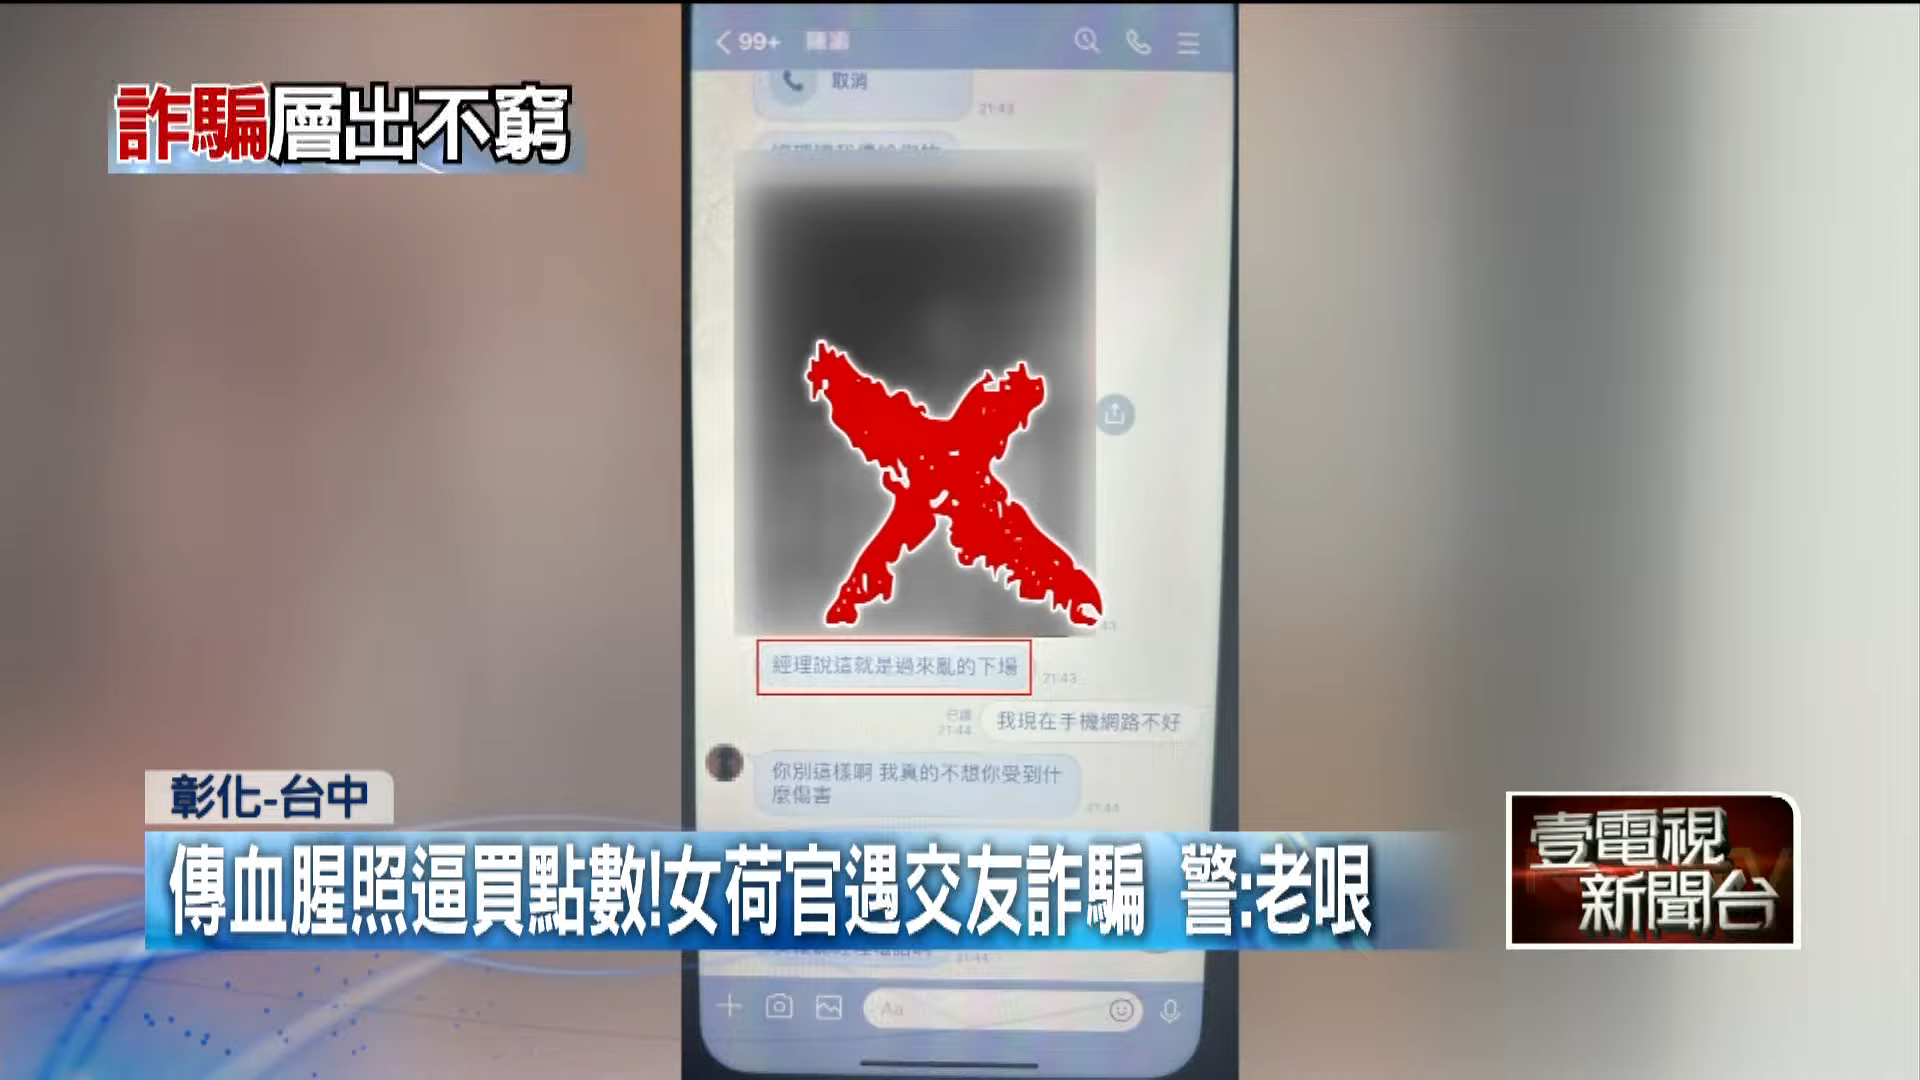 99+
取消
21:43
詐騙層出不窮
經理說這就是過來亂的下場
21:43
已讀
21:44
我現在手機網路不好
你別這樣啊 我真的不想你受到什
麼傷害
21:44
彰化-台中
傳血腥照逼買點數!女荷官遇交友詐騙 警:老哏
壹電視
新聞台
21:44
Aa